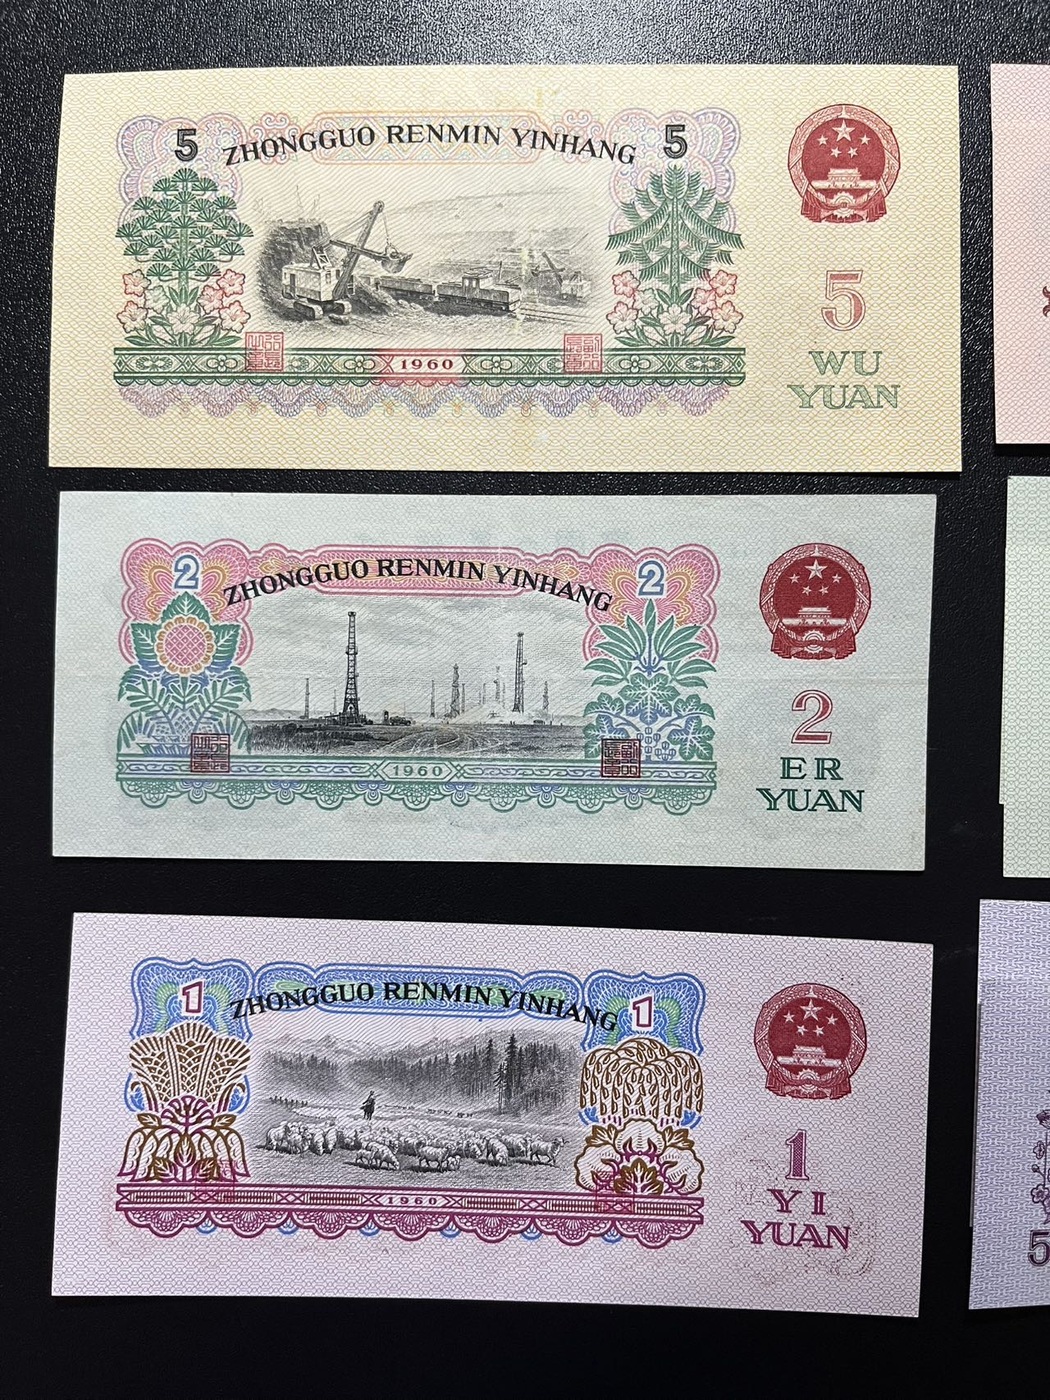 5 ZHONGGUO RENMIN YINHANG 5
1960
5
WU
YUAN
2 ZHONGGUO RENMIN YINHANG 2
1960
2
ER
YUAN
1 ZHONGGUO RENMIN YINHANG 1
1960
1
YI
YUAN
5